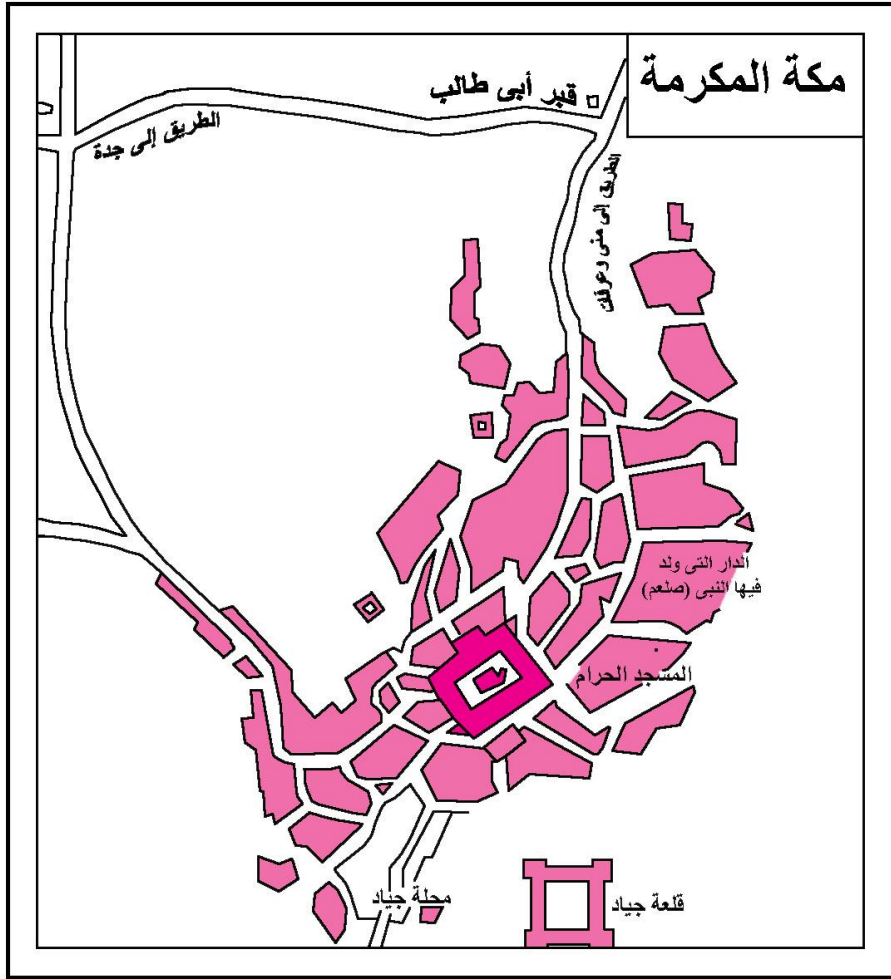 مكة المكرمة
قبر أبى طالب
الطريق إلى جدة
الطريق إلى منى وعرفات
الدار التى ولد
فيها النبى (صلعم)
المسجد الحرام
محلة جياد
قلعة جياد